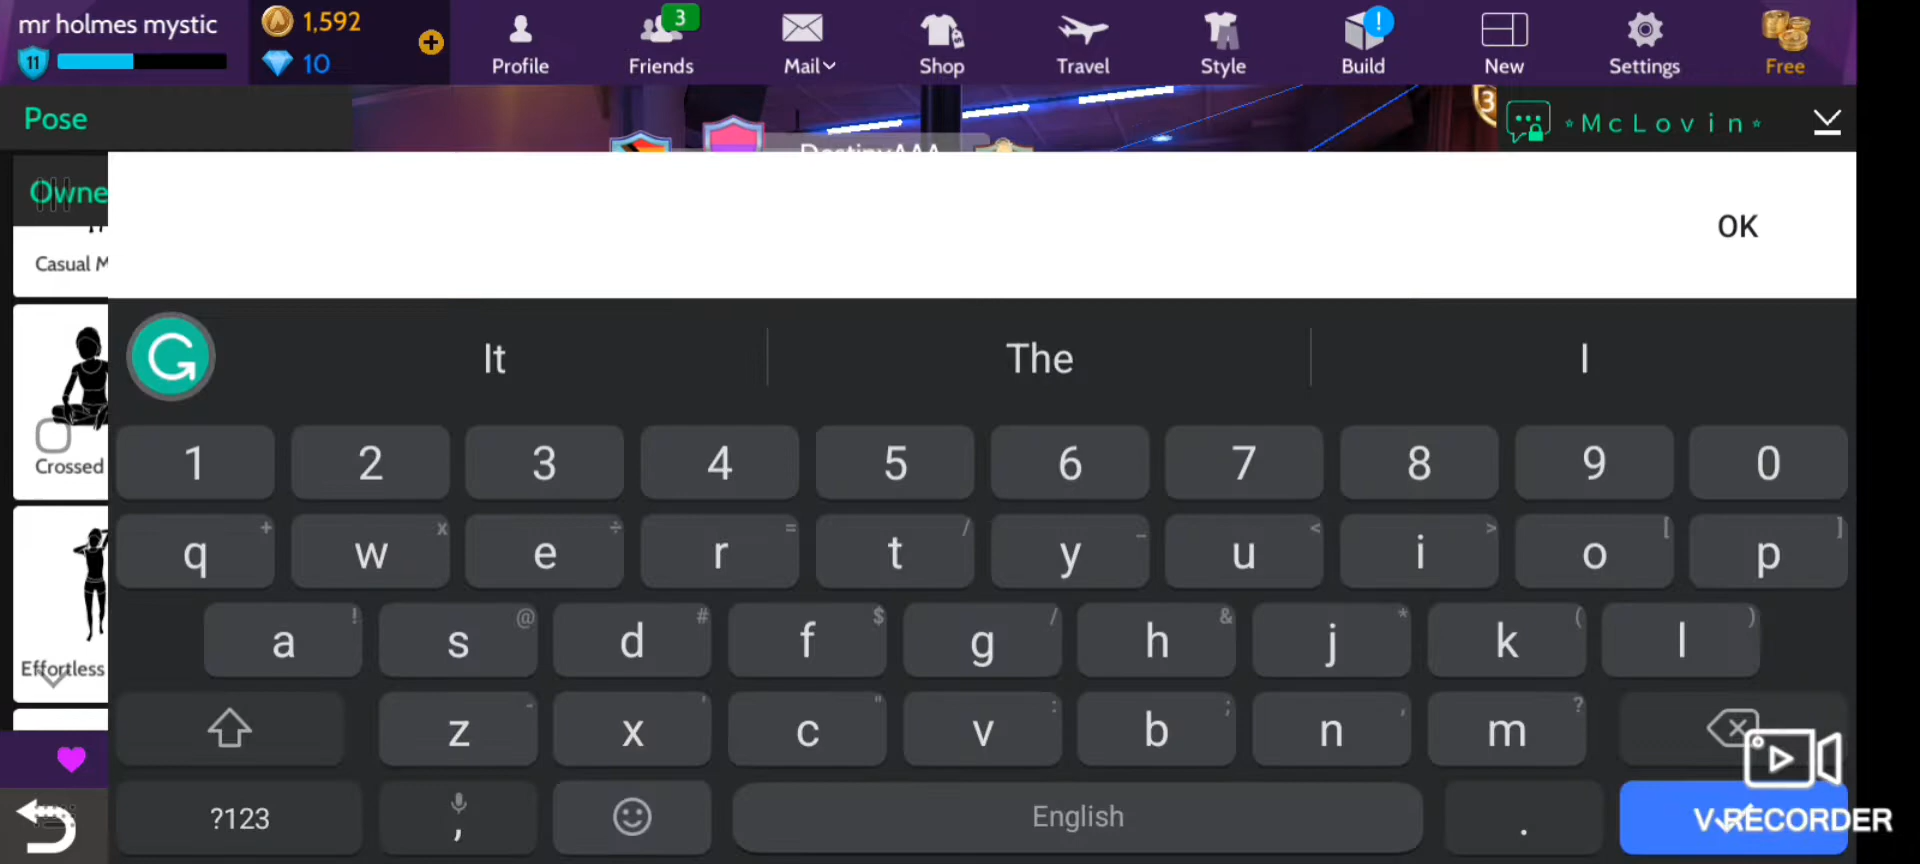 mr holmes mystic
11
1,592
10
Profile
3
Friends
Mail
Shop
Travel
Style
!
Build
New
Settings
Free
Pose
DestinyAAA
3
McLovin
Owne
OK
Casual M
It The I
Crossed
1 2 3 4 5 6 7 8 9 0
+ x ÷ = / _ < > [ ]
q w e r t y u i o p
! @ # $ / & * ( )
a s d f g h j k l
Effortless
- ' " : ; , ?
z x c v b n m
?123 , English .
V RECORDER